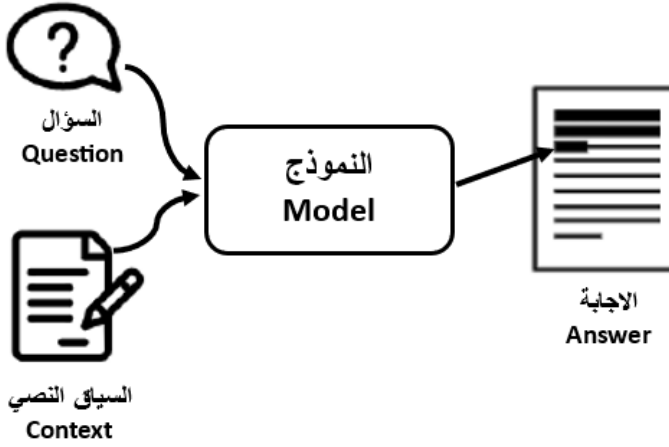 ?
السؤال
Question
السياق النصي
Context
النموذج
Model
الاجابة
Answer